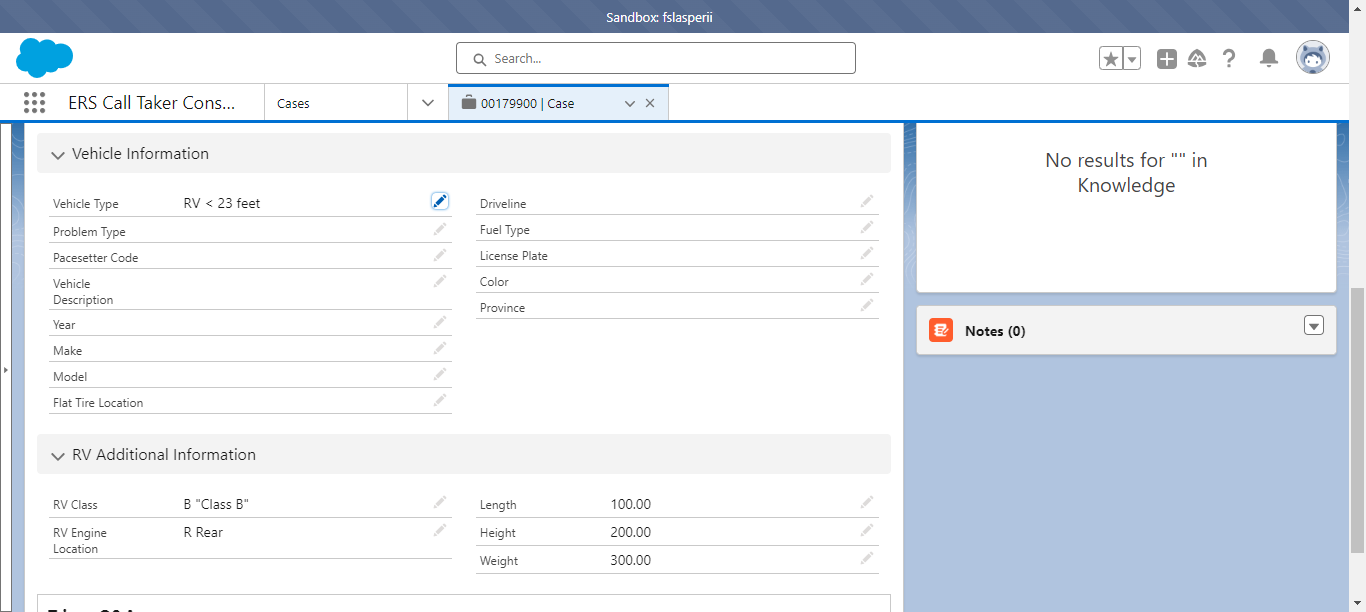 Sandbox: fslasperii
Search...
ERS Call Taker Cons...
Cases
00179900 | Case
Vehicle Information
Vehicle Type RV < 23 feet
Problem Type
Pacesetter Code
Vehicle
Description
Year
Make
Model
Flat Tire Location
Driveline
Fuel Type
License Plate
Color
Province
RV Additional Information
RV Class B "Class B"
RV Engine
Location R Rear
Length 100.00
Height 200.00
Weight 300.00
No results for "" in
Knowledge
Notes (0)